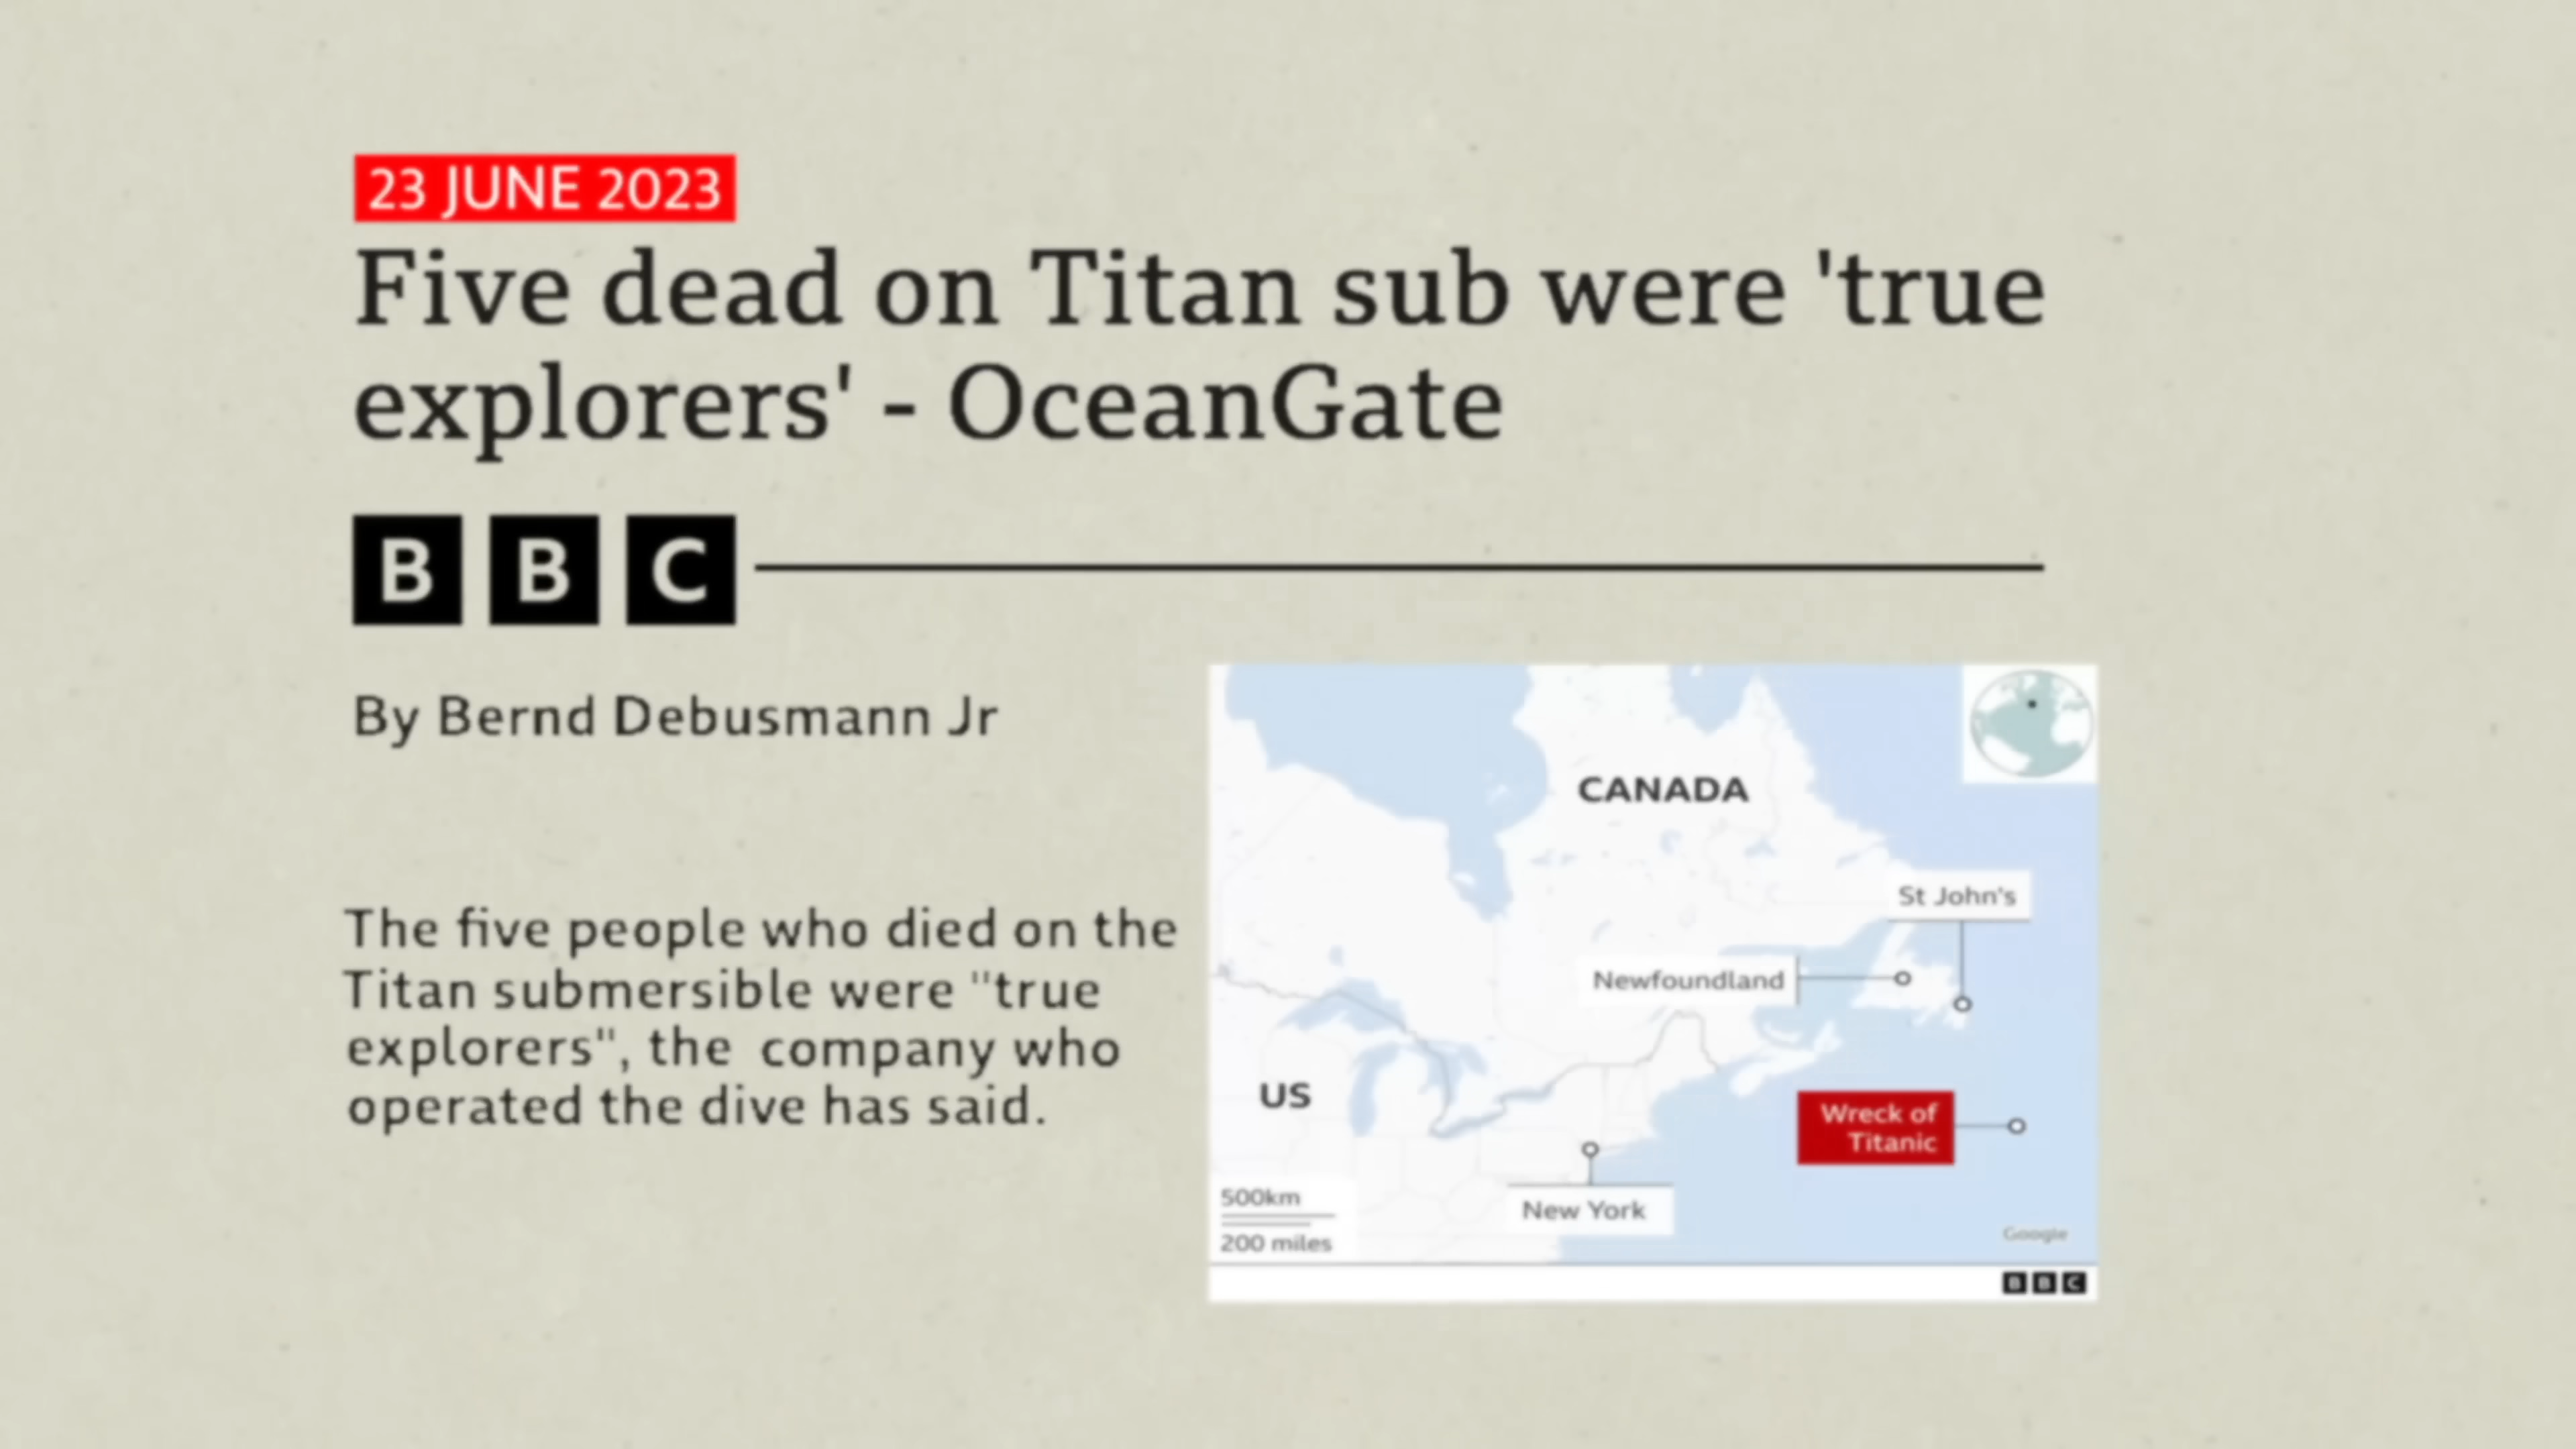 23 JUNE 2023
Five dead on Titan sub were 'true
explorers' - OceanGate
BBC
By Bernd Debusmann Jr
The five people who died on the
Titan submersible were "true
explorers", the company who
operated the dive has said.
CANADA
St John's
Newfoundland
US
Wreck of
Titanic
New York
500km
200 miles
Google
BBC